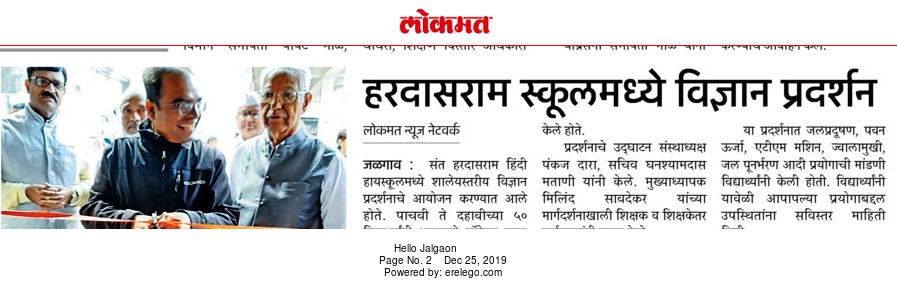 लोकमत
करण्याचे आवाहन केले.
हरदासराम स्कूलमध्ये विज्ञान प्रदर्शन
लोकमत न्यूज नेटवर्क
जळगाव : संत हरदासराम हिंदी
हायस्कूलमध्ये शालेयस्तरीय विज्ञान
प्रदर्शनाचे आयोजन करण्यात आले
होते. पाचवी ते दहावीच्या ५०
केले होते.
प्रदर्शनाचे उद्घाटन संस्थाध्यक्ष
पंकज दारा, सचिव घनश्यामदास
मताणी यांनी केले. मुख्याध्यापक
मिलिंद सावदेकर यांच्या
मार्गदर्शनाखाली शिक्षक व शिक्षकेतर
या प्रदर्शनात जलप्रदूषण, पवन
ऊर्जा, एटीएम मशिन, ज्वालामुखी,
जल पूनर्भरण आदी प्रयोगाची मांडणी
विद्यार्थ्यांनी केली होती. विद्यार्थ्यांनी
यावेळी आपापल्या प्रयोगाबद्दल
उपस्थितांना सविस्तर माहिती
Hello Jalgaon
Page No. 2 Dec 25, 2019
Powered by: erelego.com